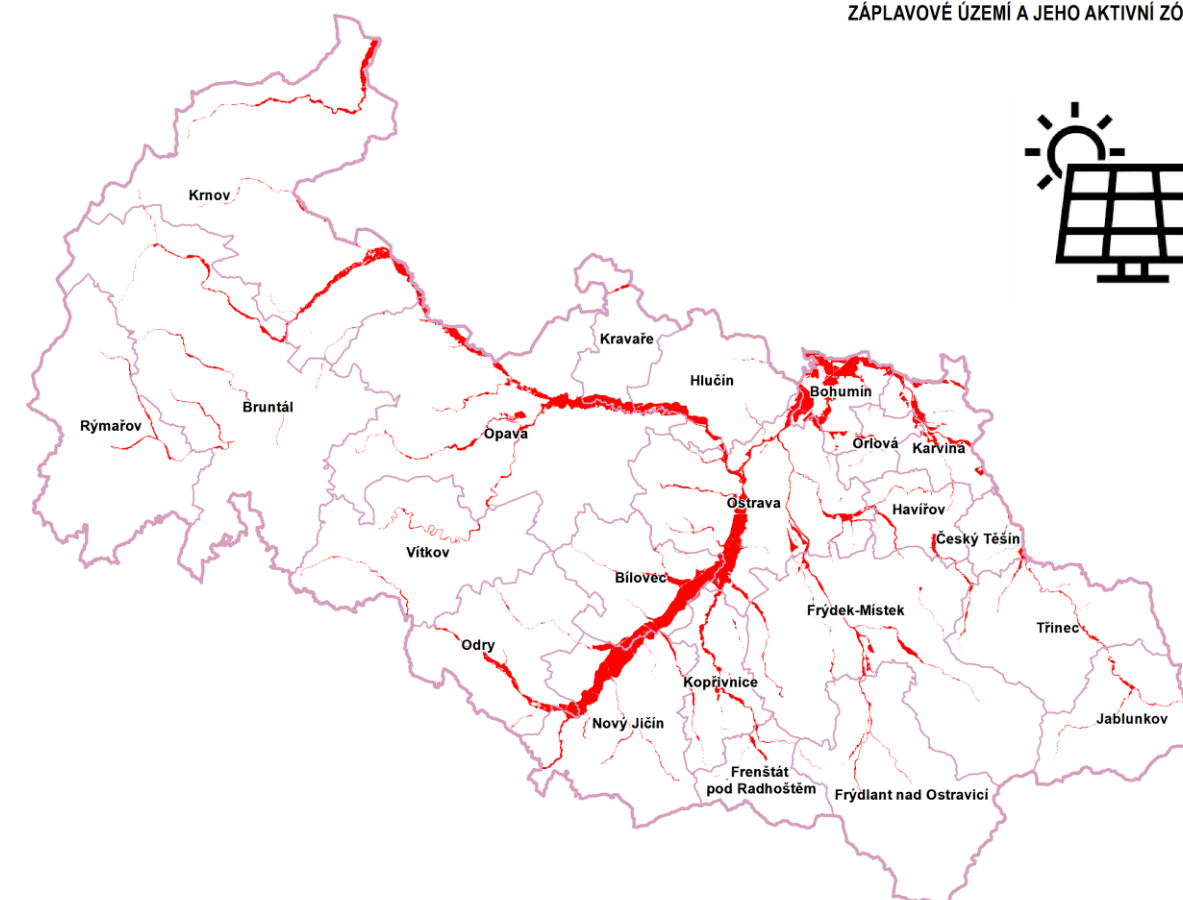 ZÁPLAVOVÉ ÚZEMÍ A JEHO AKTIVNÍ ZÓ
Krnov
Kravaře
Hlučín
Bohumín
Bruntál
Rýmařov
Opava
Orlová
Karviná
Ostrava
Havířov
Český Těšín
Vítkov
Bílovec
Frýdek-Místek
Třinec
Odry
Kopřivnice
Nový Jičín
Jablunkov
Frenštát
pod Radhoštěm
Frýdlant nad Ostravicí